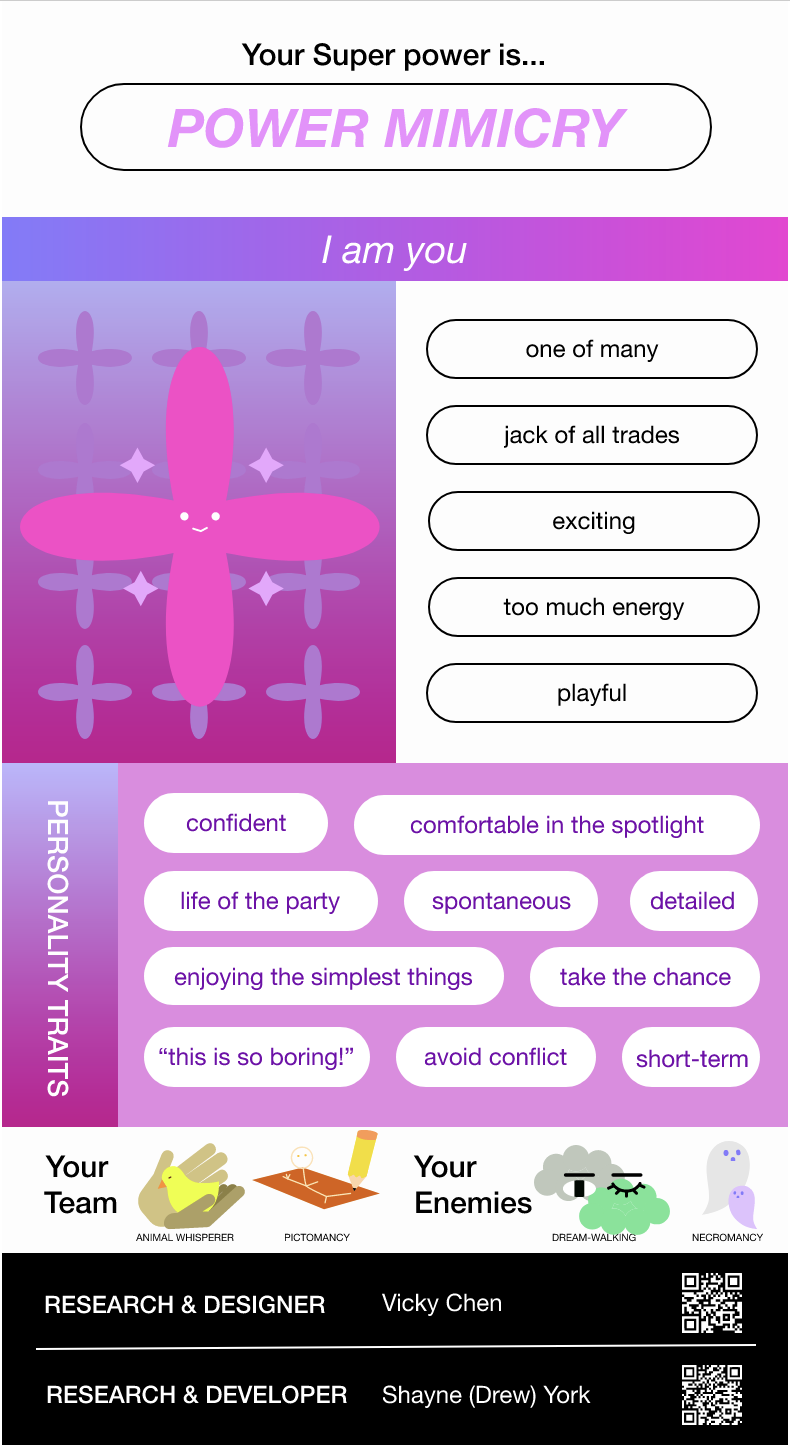 Your Super power is...
POWER MIMICRY
I am you
one of many
jack of all trades
exciting
too much energy
playful
PERSONALITY TRAITS
confident
comfortable in the spotlight
life of the party
spontaneous
detailed
enjoying the simplest things
take the chance
“this is so boring!”
avoid conflict
short-term
Your
Team
ANIMAL WHISPERER
PICTOMANCY
Your
Enemies
DREAM-WALKING
NECROMANCY
RESEARCH & DESIGNER
Vicky Chen
RESEARCH & DEVELOPER
Shayne (Drew) York